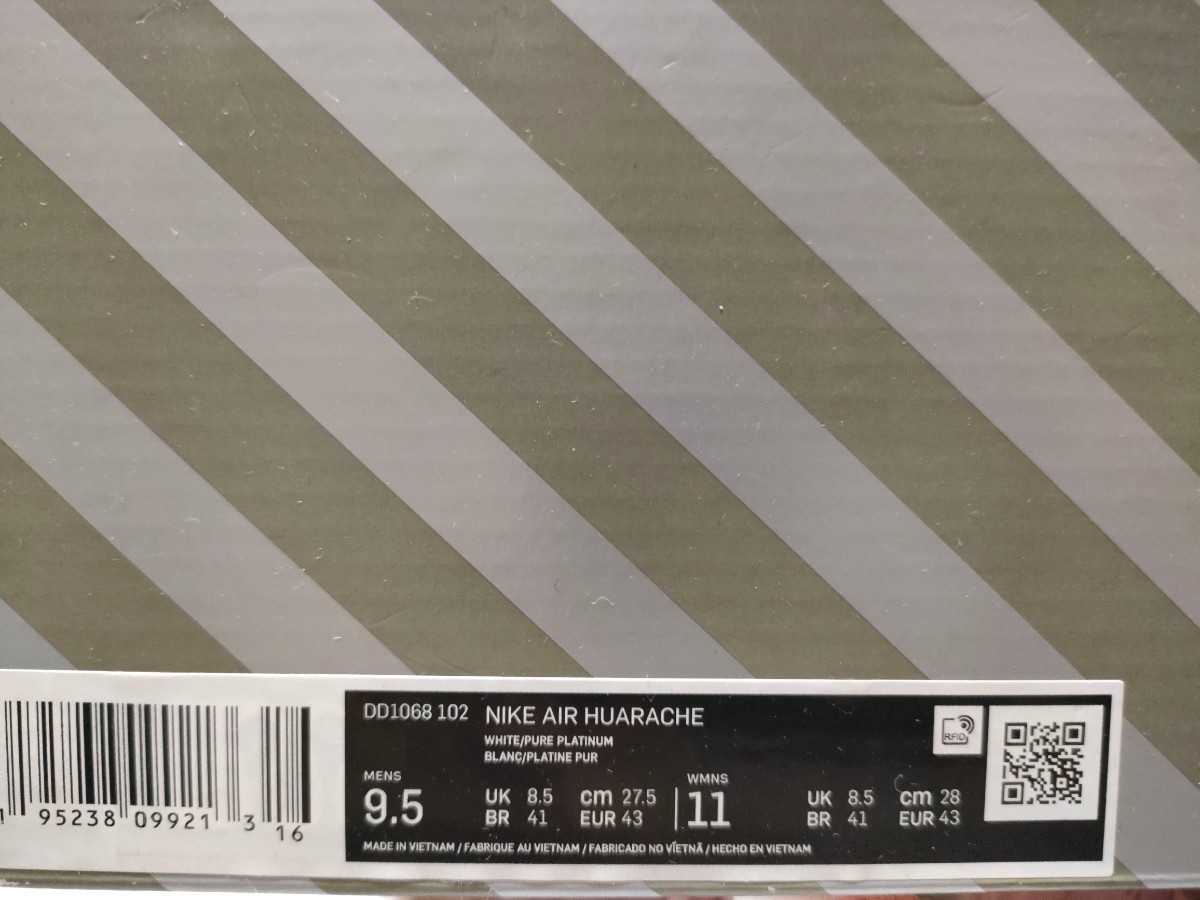 DD1068 102 NIKE AIR HUARACHE
WHITE/PURE PLATINUM
BLANC/PLATINE PUR
RFID
MENS
9.5
UK 8.5 cm 27.5
BR 41 EUR 43
WMNS
11
UK 8.5 cm 28
BR 41 EUR 43
MADE IN VIETNAM / FABRIQUE AU VIETNAM / FABRICADO NO VÏETNÃ / HECHO EN VIETNAM
1 95238 09921 3 16